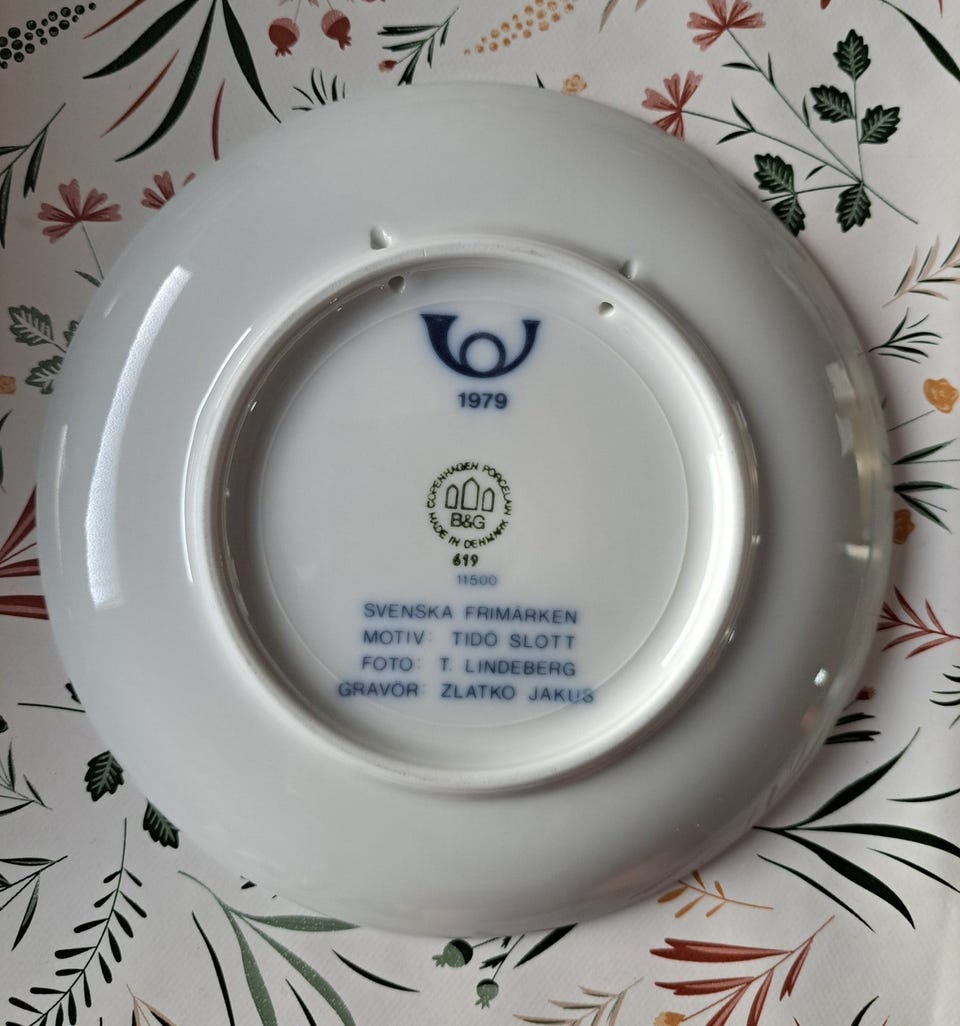 1979
COPENHAGEN PORCELAIN
B&G
MADE IN DENMARK
619
11500
SVENSKA FRIMÄRKEN
MOTIV: TIDÖ SLOTT
FOTO: T. LINDEBERG
GRAVÖR: ZLATKO JAKUS